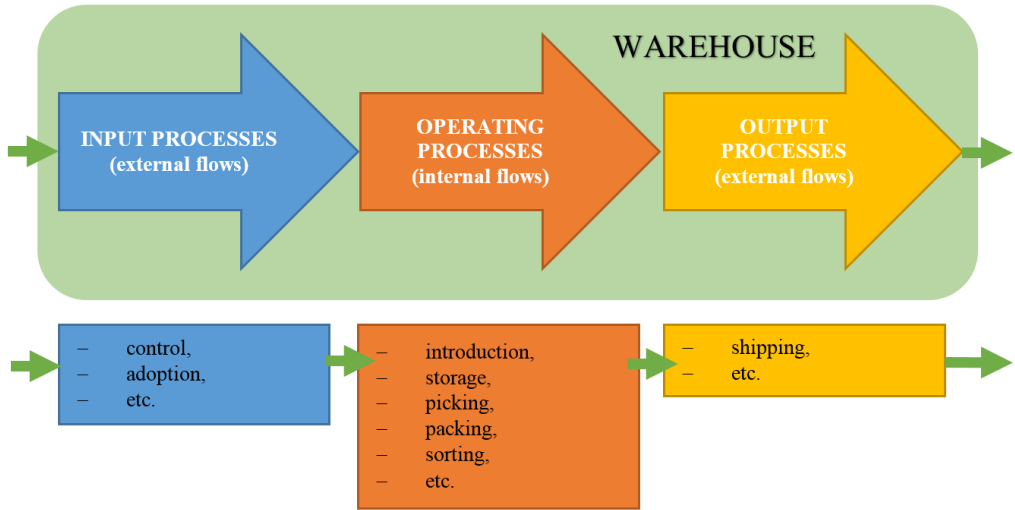 WAREHOUSE
INPUT PROCESSES
(external flows)
OPERATING
PROCESSES
(internal flows)
OUTPUT
PROCESSES
(external flows)
– control,
– adoption,
– etc.
– introduction,
– storage,
– picking,
– packing,
– sorting,
– etc.
– shipping,
– etc.